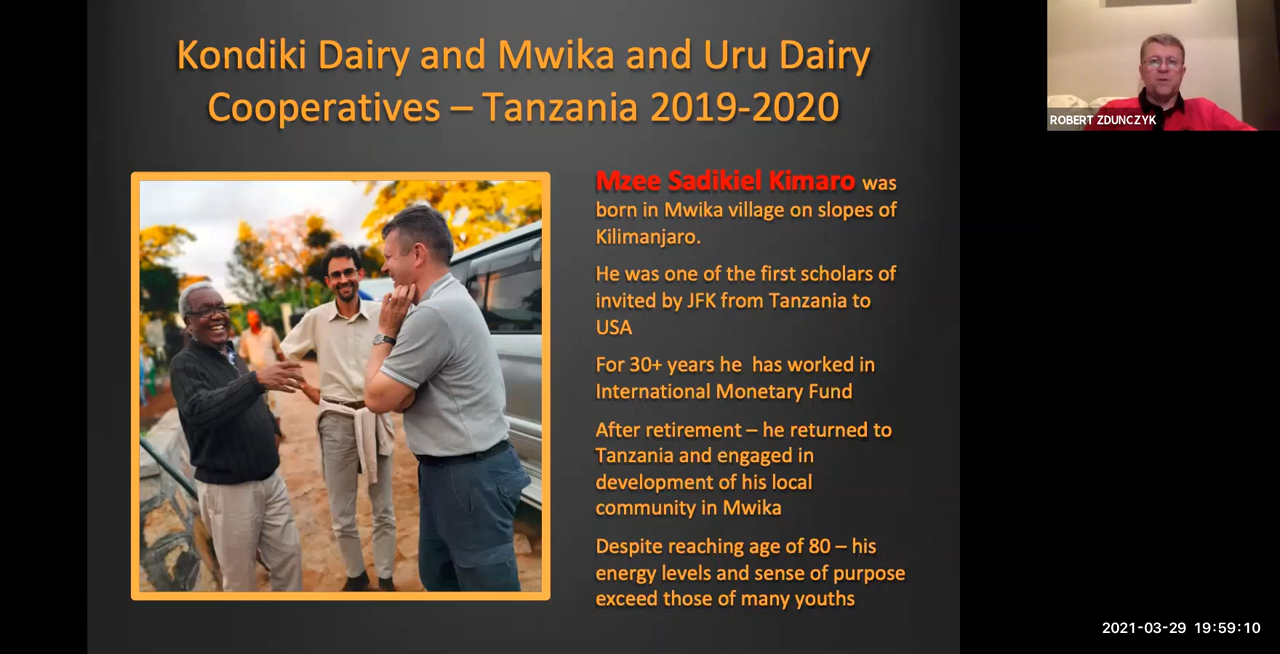 Kondiki Dairy and Mwika and Uru Dairy
Cooperatives – Tanzania 2019-2020
ROBERT ZDUNCZYK
Mzee Sadikiel Kimaro was
born in Mwika village on slopes of
Kilimanjaro.
He was one of the first scholars of
invited by JFK from Tanzania to
USA
For 30+ years he  has worked in
International Monetary Fund
After retirement – he returned to
Tanzania and engaged in
development of his local
community in Mwika
Despite reaching age of 80 – his
energy levels and sense of purpose
exceed those of many youths
2021-03-29 19:59:10